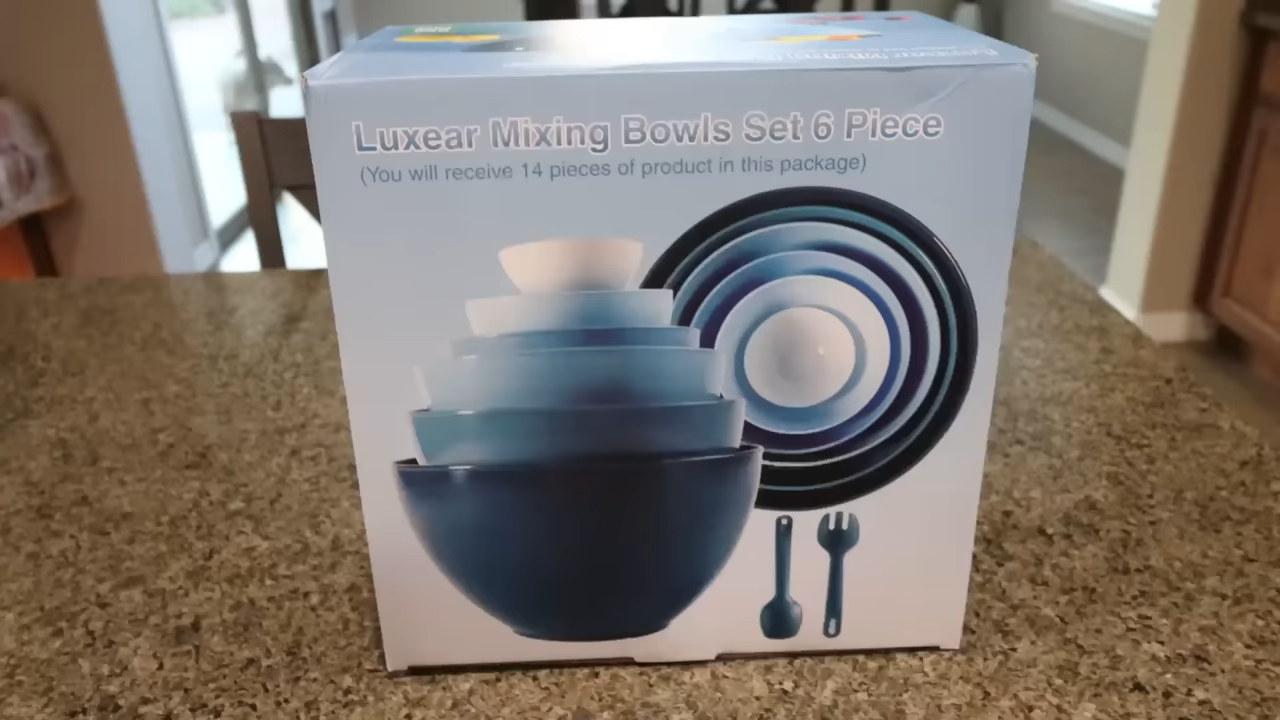 Luxear Mixing Bowls Set 6 Piece
(You will receive 14 pieces of product in this package)